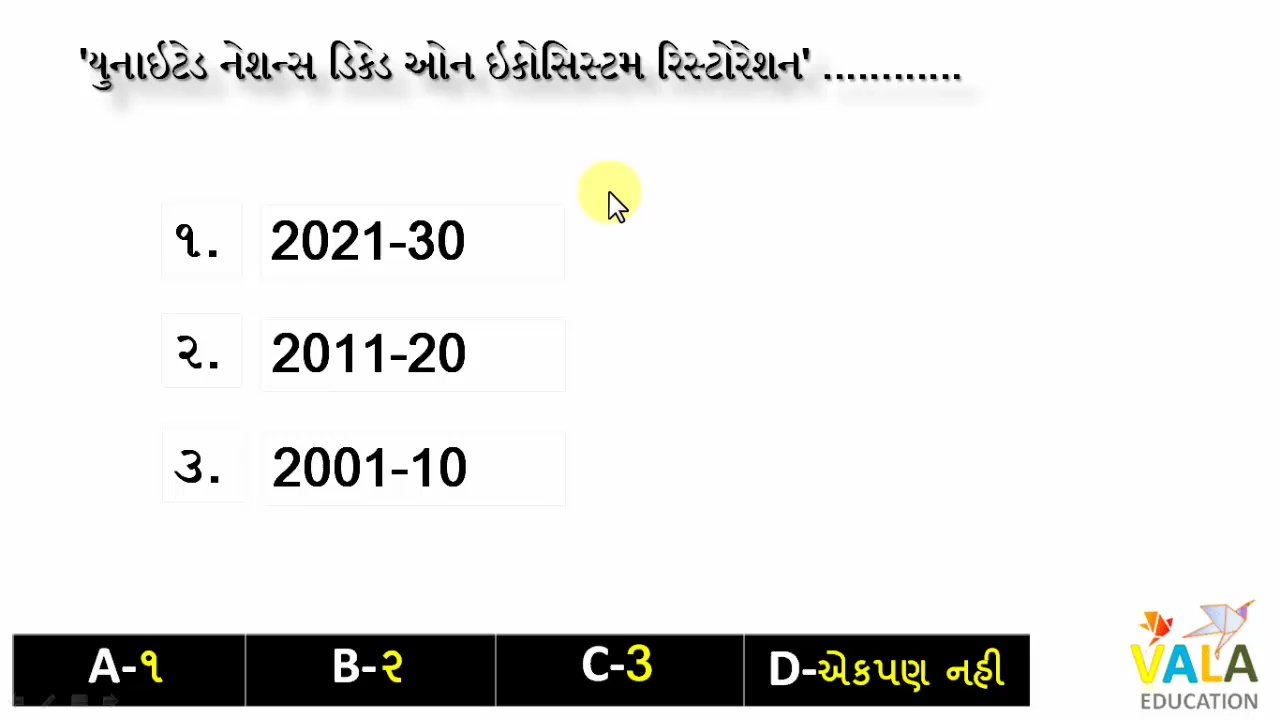 'યુનાઈટેડ નેશન્સ ડિકેડ ઓન ઈકોસિસ્ટમ રિસ્ટોરેશન' .............
૧. 2021-30
૨. 2011-20
૩. 2001-10
A-૧ B-૨ C-૩ D-એકપણ નહી
VALA
EDUCATION